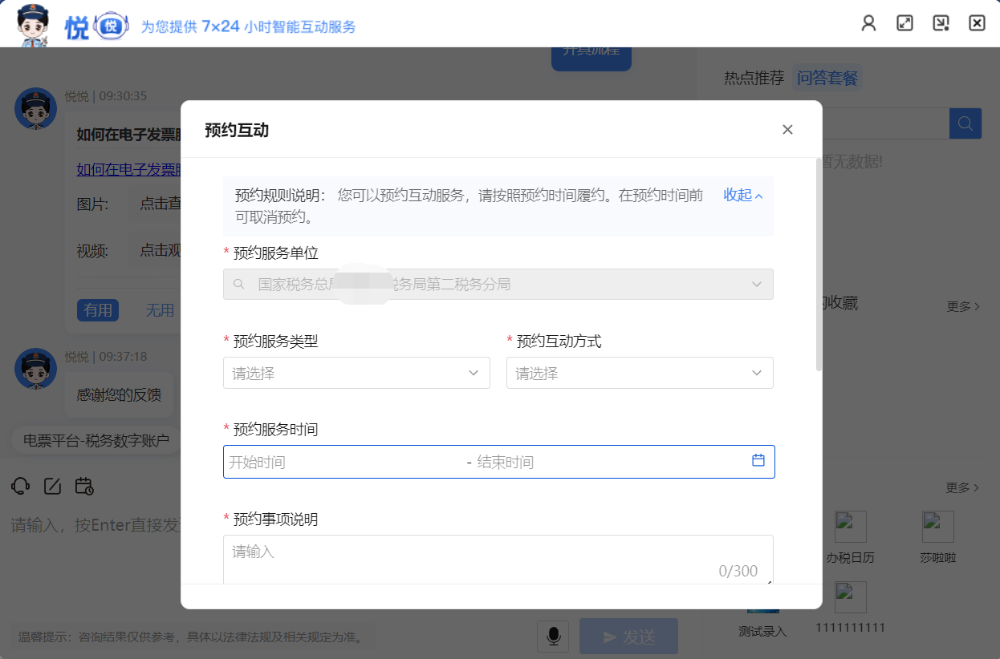 悦 悦 为您提供 7×24 小时智能互动服务
开具流程
热点推荐 问答套餐
悦悦 | 09:30:35
预约互动
如何在电子发票服
暂无数据!
如何在电子发票服
预约规则说明： 您可以预约互动服务，请按照预约时间履约。在预约时间前 收起
可取消预约。
图片: 点击查
* 预约服务单位
视频: 点击观
国家税务总局 税务局第二税务分局
有用 无用
收藏 更多
* 预约服务类型 * 预约互动方式
悦悦 | 09:37:18
请选择 请选择
感谢您的反馈
* 预约服务时间
电票平台-税务数字账户
开始时间 - 结束时间
更多
* 预约事项说明
请输入，按Enter直接发
请输入
0/300
办税日历 莎啦啦
测试录入 1111111111
温馨提示：咨询结果仅供参考，具体以法律法规及相关规定为准。
发送